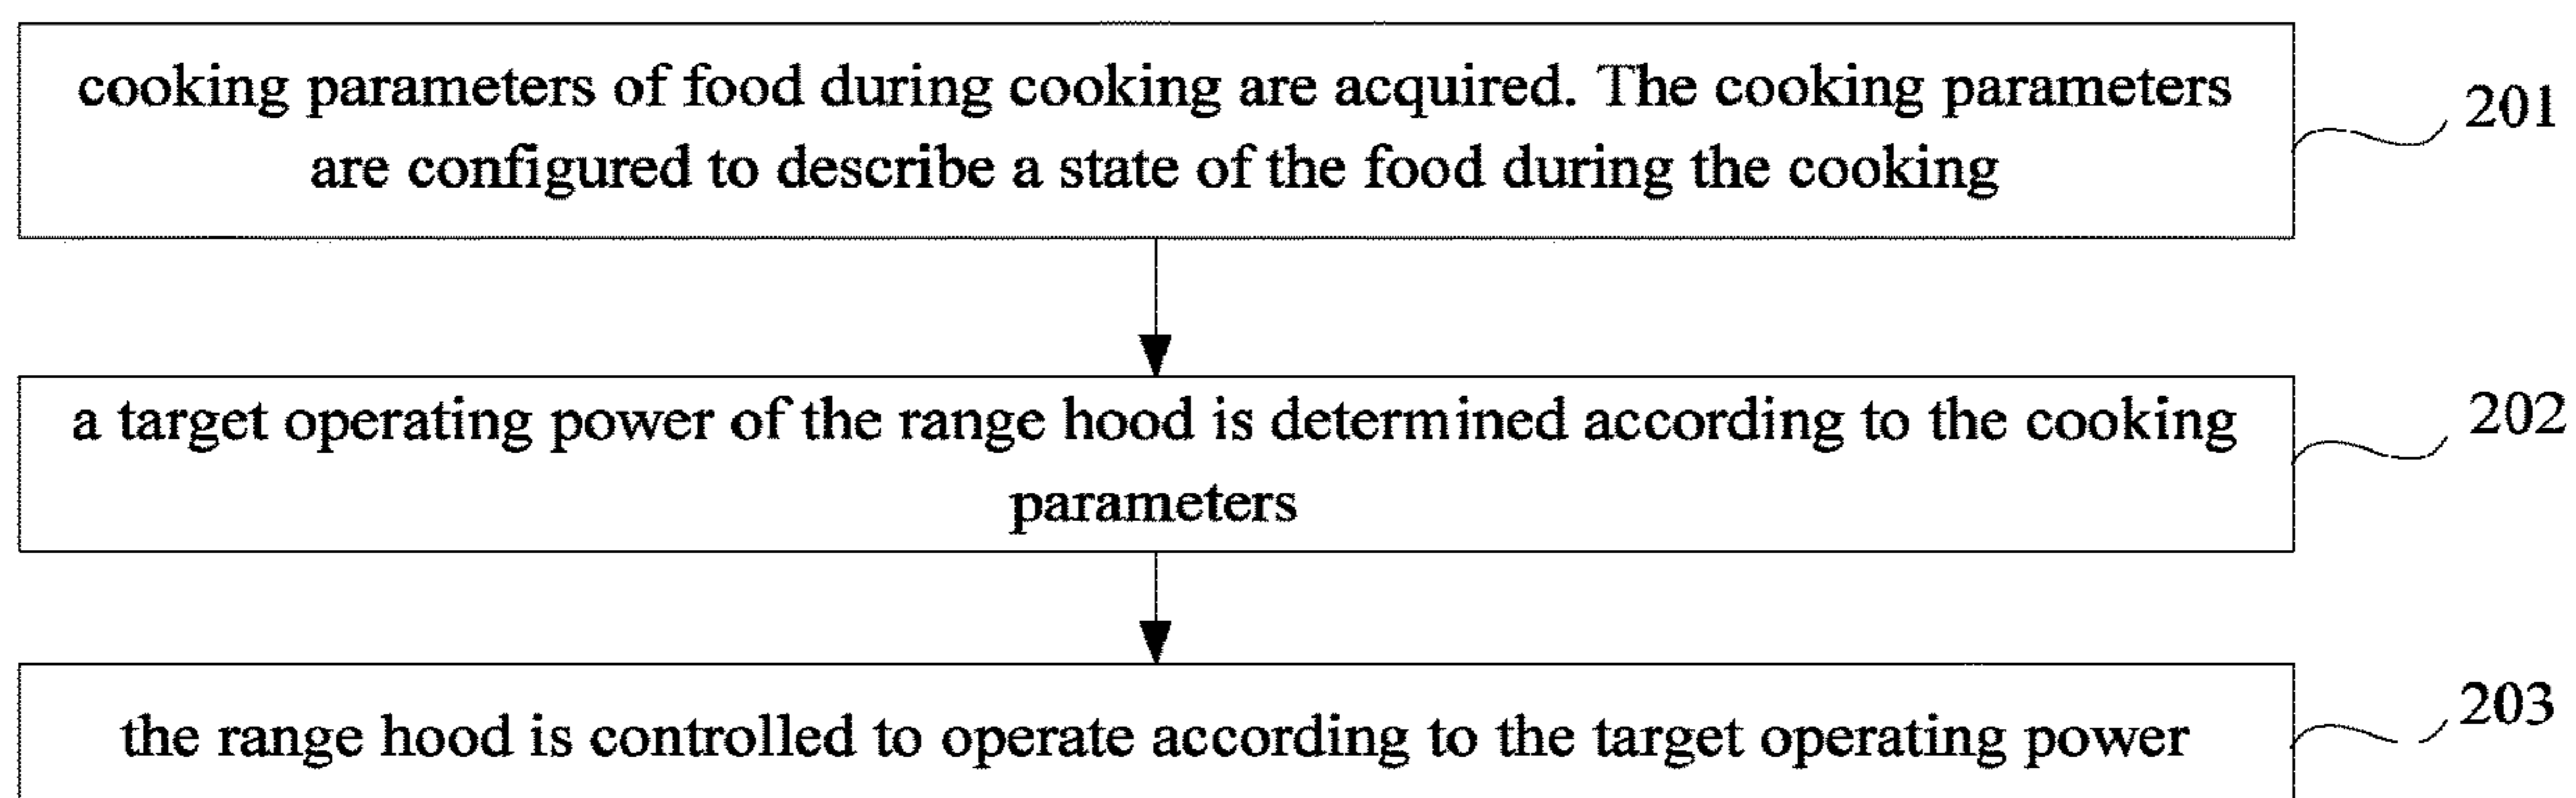 cooking parameters of food during cooking are acquired. The cooking parameters
are configured to describe a state of the food during the cooking
201
a target operating power of the range hood is determined according to the cooking
parameters
202
the range hood is controlled to operate according to the target operating power
203